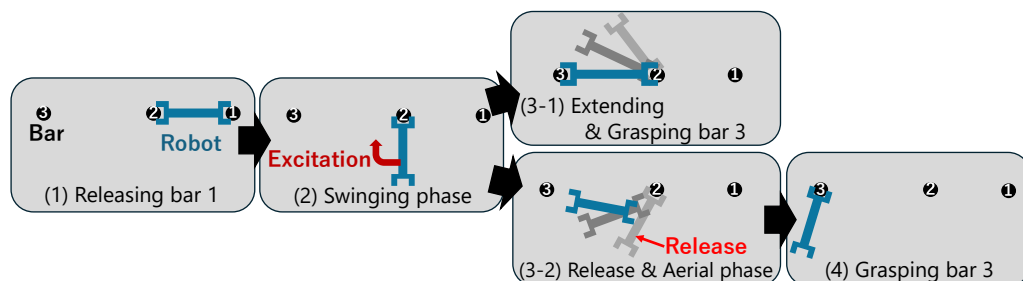 3 2 1
Bar
Robot
(1) Releasing bar 1
3 2 1
Excitation
(2) Swinging phase
3 2 1
(3-1) Extending
& Grasping bar 3
3 2 1
Release
(3-2) Release & Aerial phase
3 2 1
(4) Grasping bar 3